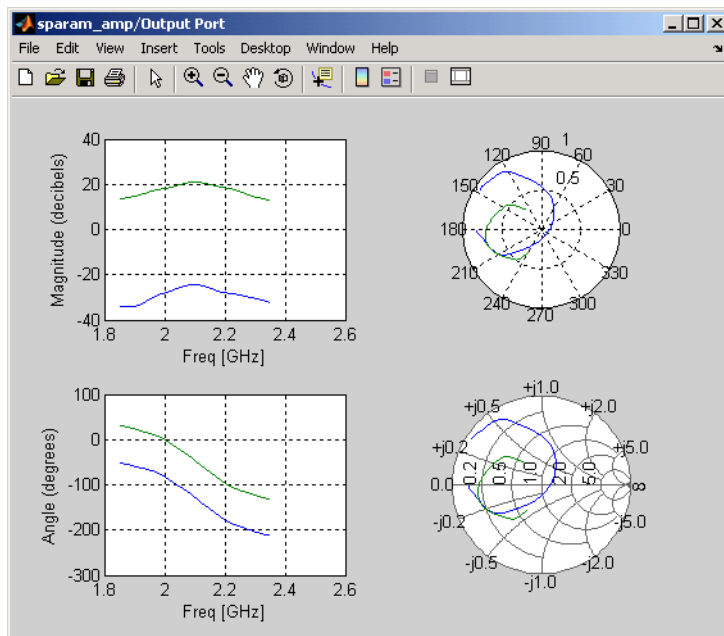 sparam_amp/Output Port
File Edit View Insert Tools Desktop Window Help
40
20
0
-20
-40
Magnitude (decibels)
1.8 2 2.2 2.4 2.6
Freq [GHz]
90 1
120 60
0.5
150 30
180 0
210 330
240 300
270
100
0
-100
-200
-300
Angle (degrees)
1.8 2 2.2 2.4 2.6
Freq [GHz]
+j1.0
+j0.5 +j2.0
+j0.2 +j5.0
0.0 0.2 0.5 1.0 2.0 5.0 ∞
-j0.2 -j5.0
-j0.5 -j2.0
-j1.0